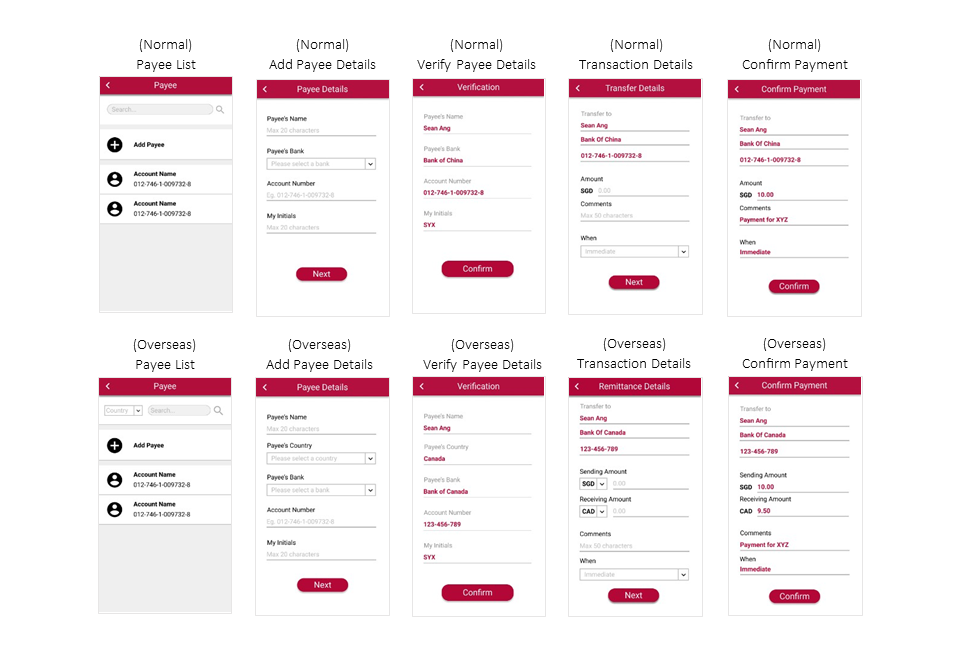 (Normal)
Payee List
Payee
Search...
Add Payee
Account Name
012-746-1-009732-8
Account Name
012-746-1-009732-8
(Normal)
Add Payee Details
Payee Details
Payee's Name
Max 20 characters
Payee's Bank
Please select a bank
Account Number
Eg. 012-746-1-009732-8
My Initials
Max 20 characters
Next
(Normal)
Verify Payee Details
Verification
Payee's Name
Sean Ang
Payee's Bank
Bank of China
Account Number
012-746-1-009732-8
My Initials
SYX
Confirm
(Normal)
Transaction Details
Transfer Details
Transfer to
Sean Ang
Bank Of China
012-746-1-009732-8
Amount
SGD 0.00
Comments
Max 50 characters
When
Immediate
Next
(Normal)
Confirm Payment
Confirm Payment
Transfer to
Sean Ang
Bank Of China
012-746-1-009732-8
Amount
SGD 10.00
Comments
Payment for XYZ
When
Immediate
Confirm
(Overseas)
Payee List
Payee
Country Search...
Add Payee
Account Name
012-746-1-009732-8
Account Name
012-746-1-009732-8
(Overseas)
Add Payee Details
Payee Details
Payee's Name
Max 20 characters
Payee's Country
Please select a country
Payee's Bank
Please select a bank
Account Number
Eg. 012-746-1-009732-8
My Initials
Max 20 characters
Next
(Overseas)
Verify Payee Details
Verification
Payee's Name
Sean Ang
Payee's Country
Canada
Payee's Bank
Bank of Canada
Account Number
123-456-789
My Initials
SYX
Confirm
(Overseas)
Transaction Details
Remittance Details
Transfer to
Sean Ang
Bank Of Canada
123-456-789
Sending Amount
SGD 0.00
Receiving Amount
CAD 0.00
Comments
Max 50 characters
When
Immediate
Next
(Overseas)
Confirm Payment
Confirm Payment
Transfer to
Sean Ang
Bank Of Canada
123-456-789
Sending Amount
SGD 10.00
Receiving Amount
CAD 9.50
Comments
Payment for XYZ
When
Immediate
Confirm